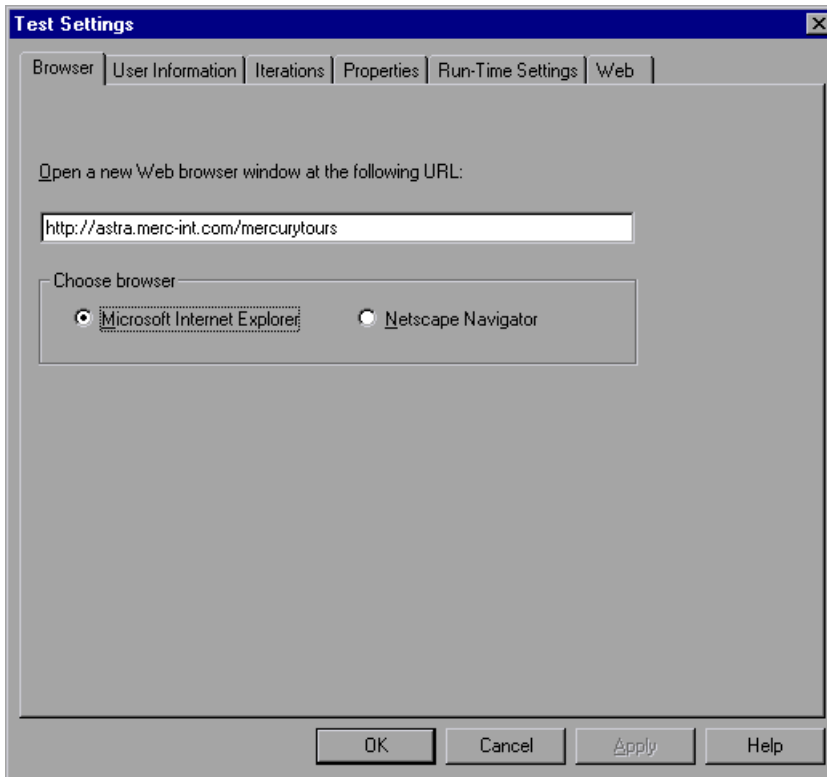 Test Settings
Browser User Information Iterations Properties Run-Time Settings Web
Open a new Web browser window at the following URL:
http://astra.merc-int.com/mercurytours
Choose browser
Microsoft Internet Explorer Netscape Navigator
OK Cancel Apply Help